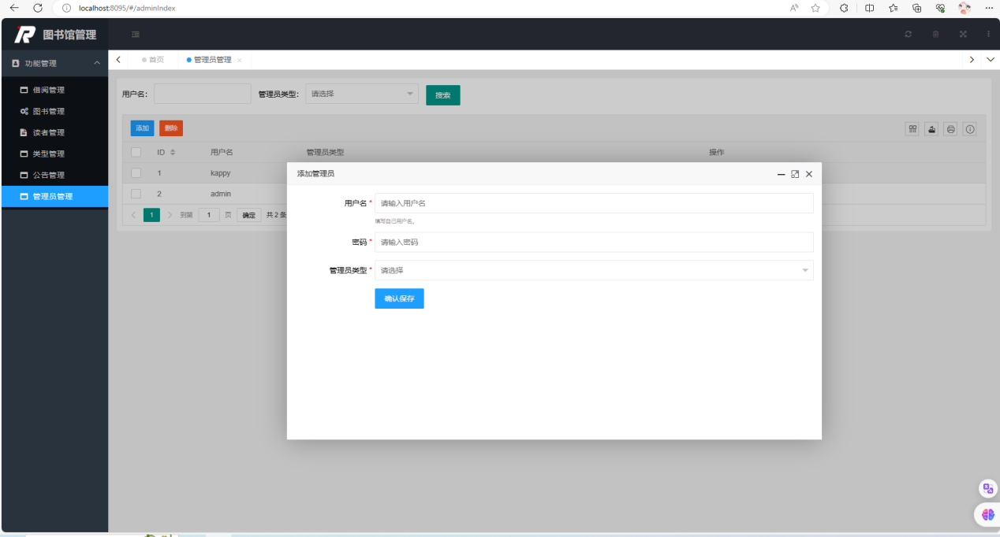 localhost:8095/#/adminIndex
图书馆管理
功能管理
首页
管理员管理
借阅管理
图书管理
读者管理
类型管理
公告管理
管理员管理
用户名：
管理员类型：
请选择
搜索
添加
删除
ID
用户名
管理员类型
操作
1
kappy
2
admin
1
到第
1
页
确定
共 2 条
添加管理员
用户名 *
请输入用户名
填写自己用户名。
密码 *
请输入密码
管理员类型 *
请选择
确认保存